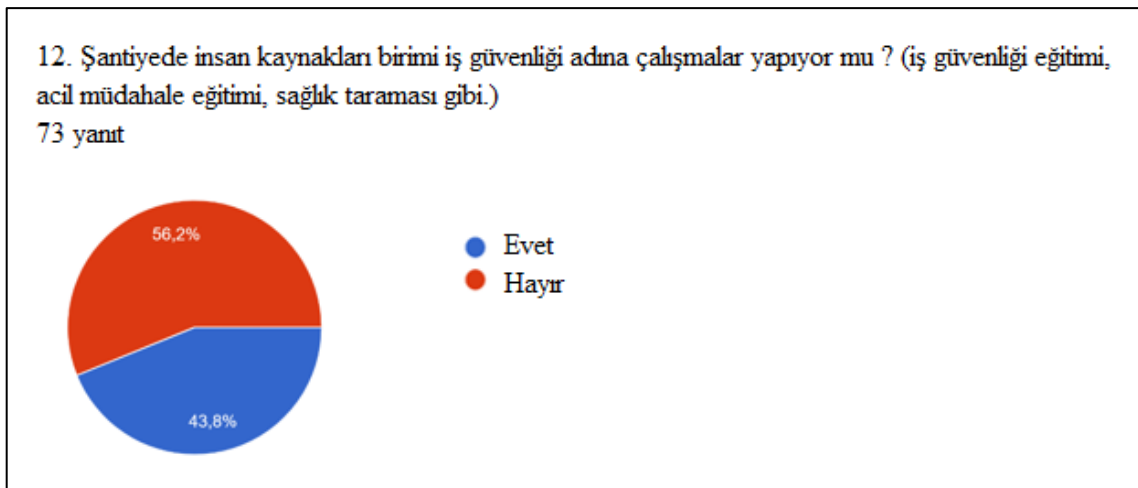 12. Şantiyede insan kaynakları birimi iş güvenliği adına çalışmalar yapıyor mu ? (iş güvenliği eğitimi,
acil müdahale eğitimi, sağlık taraması gibi.)
73 yanıt
56,2%
Evet
Hayır
43,8%